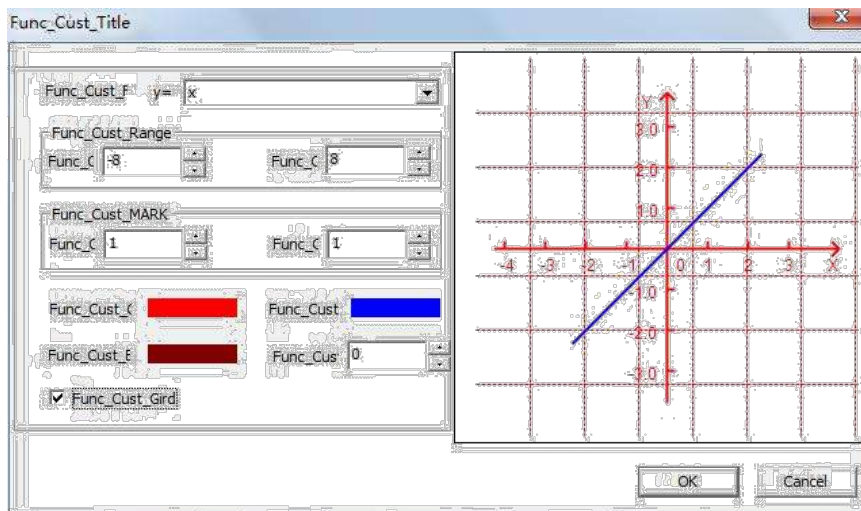 Func_Cust_Title
X
Func_Cust_F y= x
Func_Cust_Range
Func_C -8 Func_C 8
Func_Cust_MARK
Func_C 1 Func_C 1
Func_Cust_C Func_Cust
Func_Cust_E Func_Cus 0
Func_Cust_Gird
Y
3.0
2.0
1.0
-4 -3 -2 -1 0 1 2 3 X
-1.0
-2.0
-3.0
OK Cancel